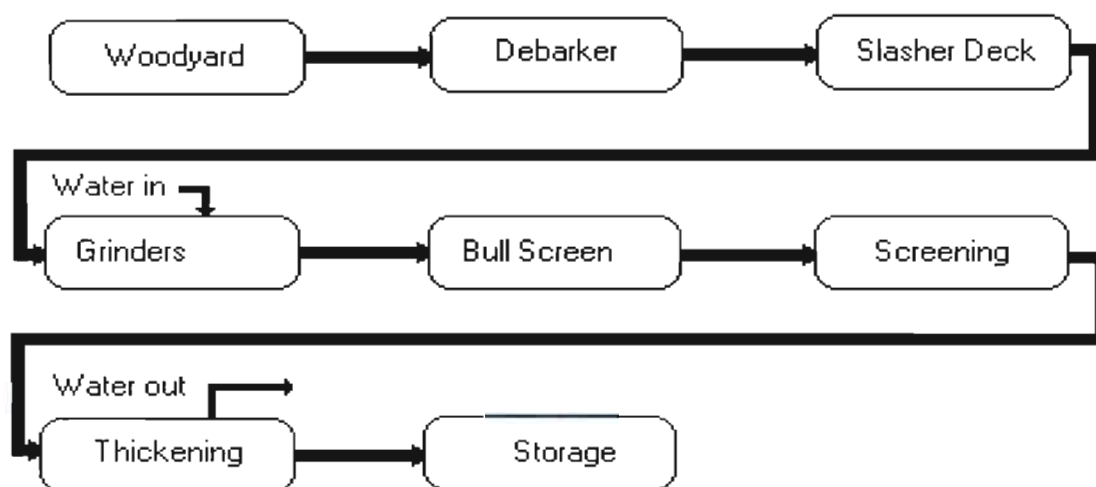 Woodyard
Debarker
Slasher Deck
Water in
Grinders
Bull Screen
Screening
Water out
Thickening
Storage